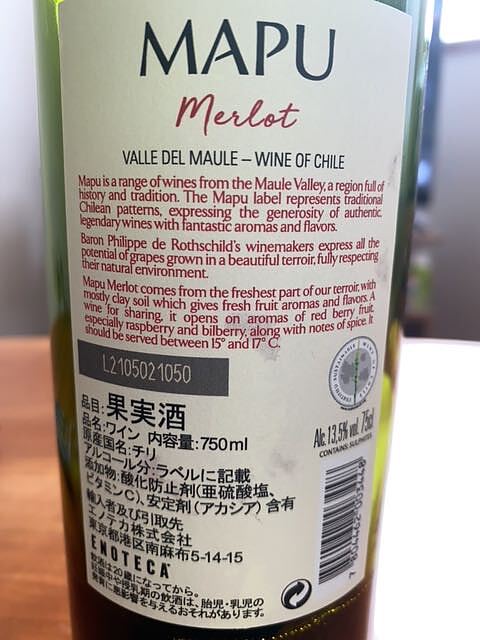 MAPU
Merlot
VALLE DEL MAULE – WINE OF CHILE
Mapu is a range of wines from the Maule Valley, a region full of
history and tradition. The Mapu label represents traditional
Chilean patterns, expressing the generosity of authentic,
legendary wines with fantastic aromas and flavors.
Baron Philippe de Rothschild's winemakers express all the
potential of grapes grown in a beautiful terroir, fully respecting
their natural environment.
Mapu Merlot comes from the freshest part of our terroir, with
mostly clay soil which gives fresh fruit aromas and flavors. A
wine for sharing, it opens on aromas of red berry fruit,
especially raspberry and bilberry, along with notes of spice. It
should be served between 15° and 17° C.
L2105021050
Alc. 13,5% vol. 75cl
CONTAINS: SULPHITES
品目:果実酒
品名:ワイン 内容量:750ml
原産国名:チリ
アルコール分:ラベルに記載
添加物:酸化防止剤(亜硫酸塩、
ビタミンC)、安定剤(アカシア)含有
輸入者及び引取先
エノテカ株式会社
東京都港区南麻布5-14-15
ENOTECA
飲酒は20歳になってから。
妊娠中や授乳期の飲酒は、胎児・乳児の
発育に悪影響を与えるおそれがあります。